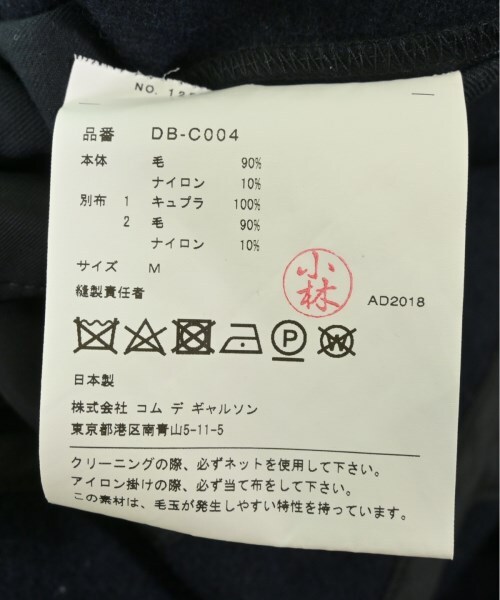 NO.
品番 DB-C004
本体 毛 90%
ナイロン 10%
別布 1 キュプラ 100%
2 毛 90%
ナイロン 10%
サイズ M
縫製責任者
小林
AD2018
P W
日本製
株式会社 コム デ ギャルソン
東京都港区南青山5-11-5
クリーニングの際、必ずネットを使用して下さい。
アイロン掛けの際、必ず当て布をして下さい。
この素材は、毛玉が発生しやすい特性を持っています。